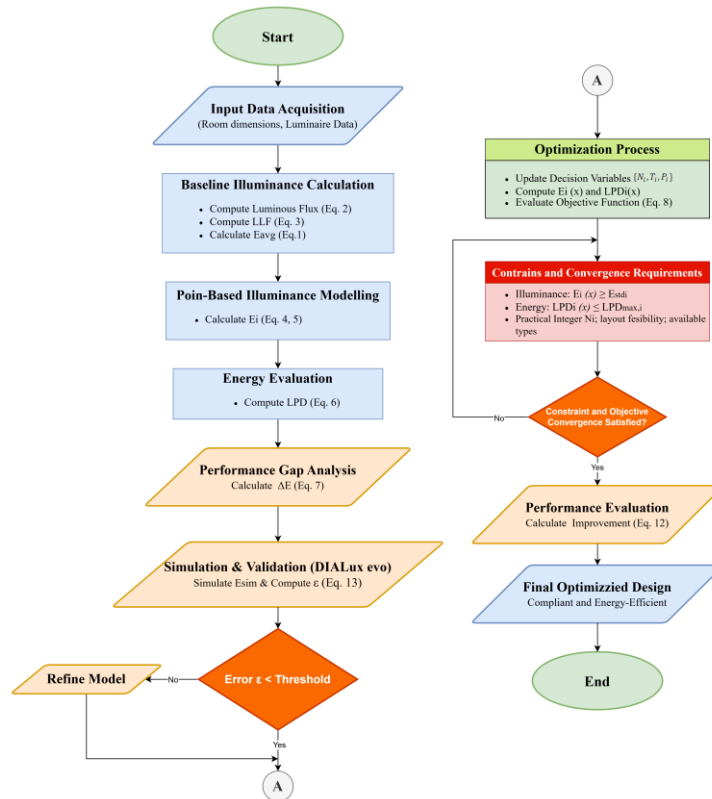 Start
Input Data Acquisition
(Room dimensions, Luminaire Data)
Baseline Illuminance Calculation
• Compute Luminous Flux (Eq. 2)
• Compute LLF (Eq. 3)
• Calculate Eavg (Eq.1)
Poin-Based Illuminance Modelling
• Calculate Ei (Eq. 4, 5)
Energy Evaluation
• Compute LPD (Eq. 6)
Performance Gap Analysis
Calculate ΔE (Eq. 7)
Simulation & Validation (DIALux evo)
Simulate Esim & Compute ε (Eq. 13)
Error ε < Threshold
No
Refine Model
Yes
A
A
Optimization Process
• Update Decision Variables {Nᵢ, Tᵢ, Pᵢ}
• Compute Ei (x) and LPDi(x)
• Evaluate Objective Function (Eq. 8)
Contrains and Convergence Requirements
• Illuminance: Ei (x) ≥ Estdi
• Energy: LPDi (x) ≤ LPDmax,i
• Practical Integer Ni; layout fesibility; available
types
Constraint and Objective
Convergence Satisfied?
No
Yes
Performance Evaluation
Calculate Improvement (Eq. 12)
Final Optimizzied Design
Compliant and Energy-Efficient
End